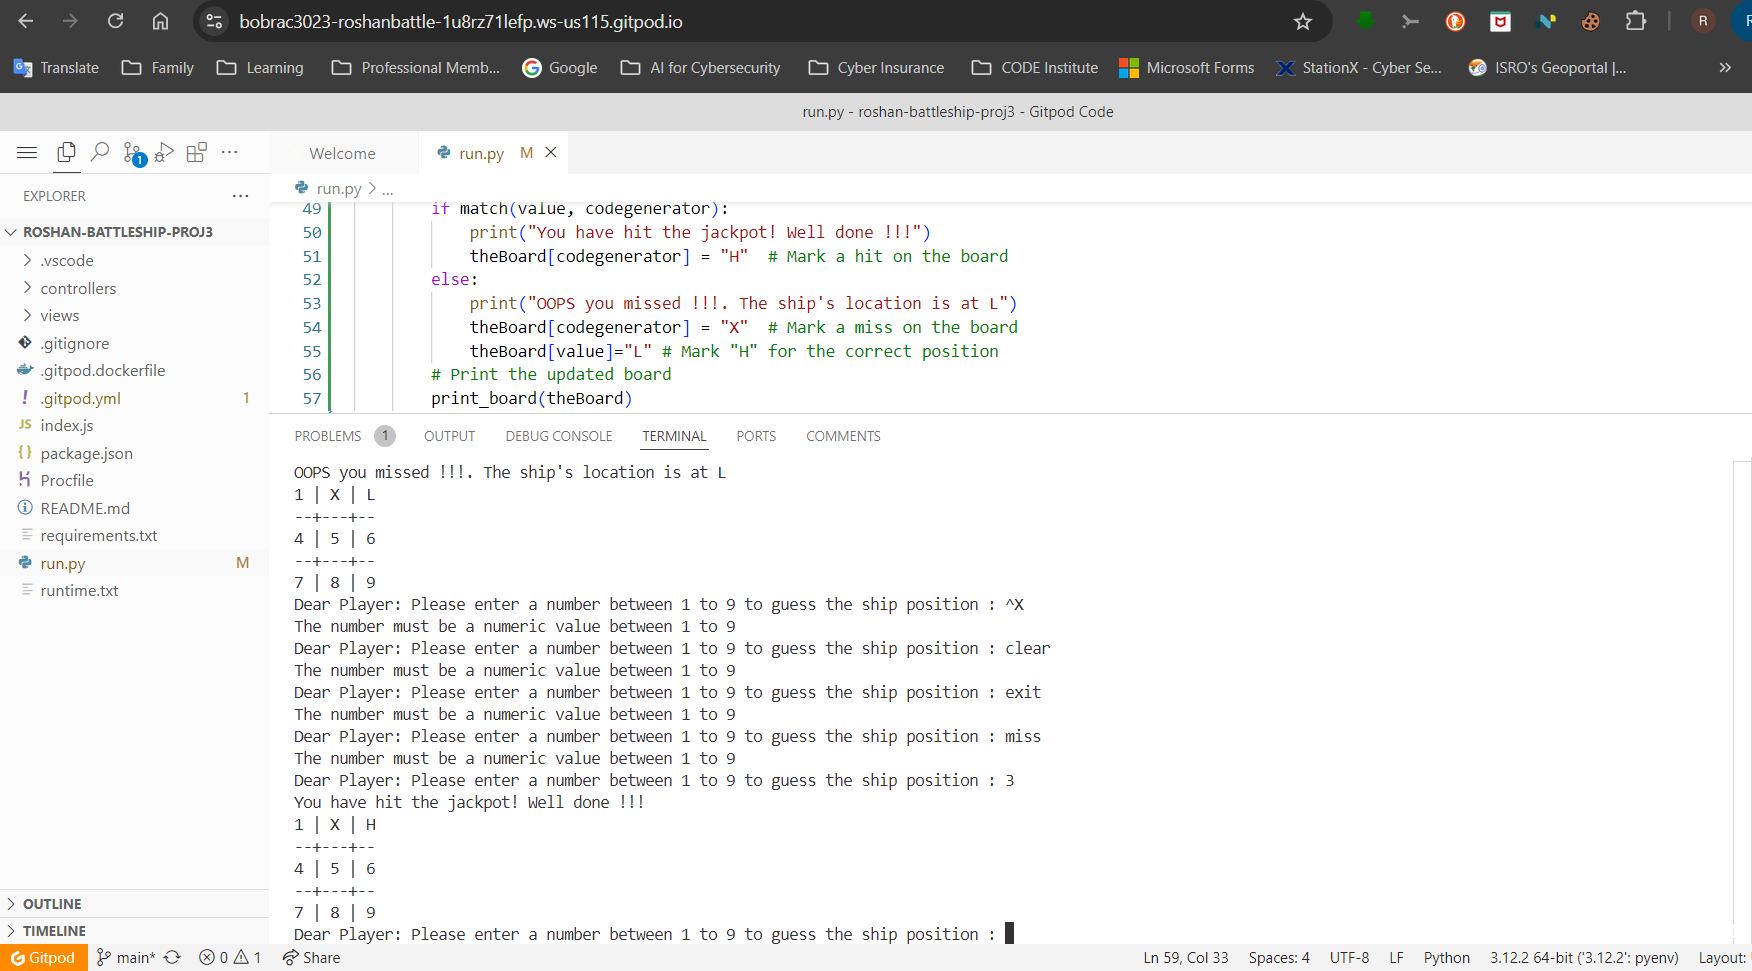 bobrac3023-roshanbattle-1u8rz71lefp.ws-us115.gitpod.io
R
Translate Family Learning Professional Memb... Google AI for Cybersecurity Cyber Insurance CODE Institute Microsoft Forms StationX - Cyber Se... ISRO's Geoportal |... »
run.py - roshan-battleship-proj3 - Gitpod Code
1 ···
Welcome run.py M
EXPLORER ···
run.py > ...
ROSHAN-BATTLESHIP-PROJ3
.vscode
controllers
views
.gitignore
.gitpod.dockerfile
! .gitpod.yml 1
JS index.js
{} package.json
Procfile
README.md
requirements.txt
run.py M
runtime.txt
OUTLINE
TIMELINE
49 if match(value, codegenerator):
50 print("You have hit the jackpot! Well done !!!")
51 theBoard[codegenerator] = "H" # Mark a hit on the board
52 else:
53 print("OOPS you missed !!!. The ship's location is at L")
54 theBoard[codegenerator] = "X" # Mark a miss on the board
55 theBoard[value]="L" # Mark "H" for the correct position
56 # Print the updated board
57 print_board(theBoard)
PROBLEMS 1 OUTPUT DEBUG CONSOLE TERMINAL PORTS COMMENTS
OOPS you missed !!!. The ship's location is at L
1 | X | L
--+---+--
4 | 5 | 6
--+---+--
7 | 8 | 9
Dear Player: Please enter a number between 1 to 9 to guess the ship position : ^X
The number must be a numeric value between 1 to 9
Dear Player: Please enter a number between 1 to 9 to guess the ship position : clear
The number must be a numeric value between 1 to 9
Dear Player: Please enter a number between 1 to 9 to guess the ship position : exit
The number must be a numeric value between 1 to 9
Dear Player: Please enter a number between 1 to 9 to guess the ship position : miss
The number must be a numeric value between 1 to 9
Dear Player: Please enter a number between 1 to 9 to guess the ship position : 3
You have hit the jackpot! Well done !!!
1 | X | H
--+---+--
4 | 5 | 6
--+---+--
7 | 8 | 9
Dear Player: Please enter a number between 1 to 9 to guess the ship position :
Gitpod main* 0 1 Share Ln 59, Col 33 Spaces: 4 UTF-8 LF Python 3.12.2 64-bit ('3.12.2': pyenv) Layout: